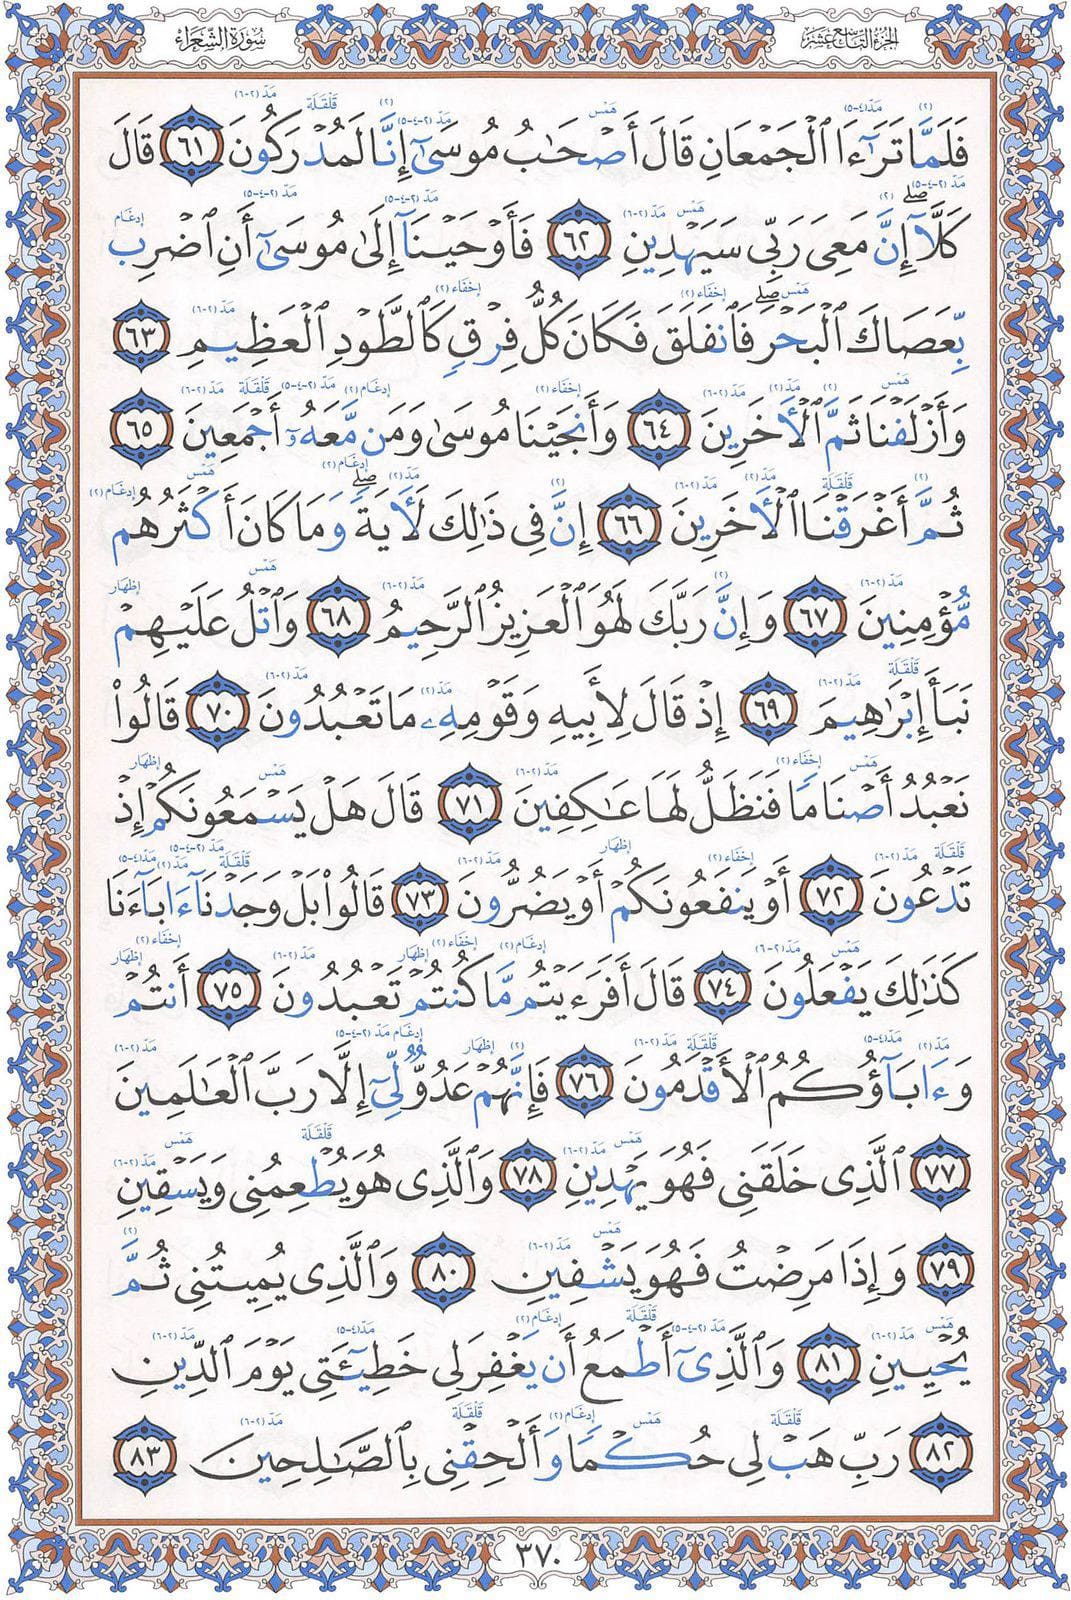 سورة الشعراء
الجزء التاسع عشر
فَلَمَّا تَرَٰٓءَا ٱلۡجَمۡعَانِ قَالَ أَصۡحَٰبُ مُوسَىٰٓ إِنَّا لَمُدۡرَكُونَ ٦١ قَالَ
كَلَّآۖ إِنَّ مَعِيَ رَبِّي سَيَهۡدِينِ ٦٢ فَأَوۡحَيۡنَآ إِلَىٰ مُوسَىٰٓ أَنِ ٱضۡرِب
بِّعَصَاكَ ٱلۡبَحۡرَۖ فَٱنفَلَقَ فَكَانَ كُلُّ فِرۡقٖ كَٱلطَّوۡدِ ٱلۡعَظِيمِ ٦٣
وَأَزۡلَفۡنَا ثَمَّ ٱلۡأٓخَرِينَ ٦٤ وَأَنجَيۡنَا مُوسَىٰ وَمَن مَّعَهُۥٓ أَجۡمَعِينَ ٦٥
ثُمَّ أَغۡرَقۡنَا ٱلۡأٓخَرِينَ ٦٦ إِنَّ فِي ذَٰلِكَ لَأٓيَةٗۖ وَمَا كَانَ أَكۡثَرُهُم
مُّؤۡمِنِينَ ٦٧ وَإِنَّ رَبَّكَ لَهُوَ ٱلۡعَزِيزُ ٱلرَّحِيمُ ٦٨ وَٱتۡلُ عَلَيۡهِمۡ
نَبَأَ إِبۡرَٰهِيمَ ٦٩ إِذۡ قَالَ لِأَبِيهِ وَقَوۡمِهِۦ مَا تَعۡبُدُونَ ٧٠ قَالُواْ
نَعۡبُدُ أَصۡنَامٗا فَنَظَلُّ لَهَا عَٰكِفِينَ ٧١ قَالَ هَلۡ يَسۡمَعُونَكُمۡ إِذۡ
تَدۡعُونَ ٧٢ أَوۡ يَنفَعُونَكُمۡ أَوۡ يَضُرُّونَ ٧٣ قَالُواْ بَلۡ وَجَدۡنَآ ءَابَآءَنَا
كَذَٰلِكَ يَفۡعَلُونَ ٧٤ قَالَ أَفَرَءَيۡتُم مَّا كُنتُمۡ تَعۡبُدُونَ ٧٥ أَنتُمۡ
وَءَابَآؤُكُمُ ٱلۡأَقۡدَمُونَ ٧٦ فَإِنَّهُمۡ عَدُوّٞ لِّيٓ إِلَّا رَبَّ ٱلۡعَٰلَمِينَ
٧٧ ٱلَّذِي خَلَقَنِي فَهُوَ يَهۡدِينِ ٧٨ وَٱلَّذِي هُوَ يُطۡعِمُنِي وَيَسۡقِينِ
٧٩ وَإِذَا مَرِضۡتُ فَهُوَ يَشۡفِينِ ٨٠ وَٱلَّذِي يُمِيتُنِي ثُمَّ
يُحۡيِينِ ٨١ وَٱلَّذِيٓ أَطۡمَعُ أَن يَغۡفِرَ لِي خَطِيٓـَٔتِي يَوۡمَ ٱلدِّينِ
٨٢ رَبِّ هَبۡ لِي حُكۡمٗا وَأَلۡحِقۡنِي بِٱلصَّٰلِحِينَ ٨٣
٣٧٠